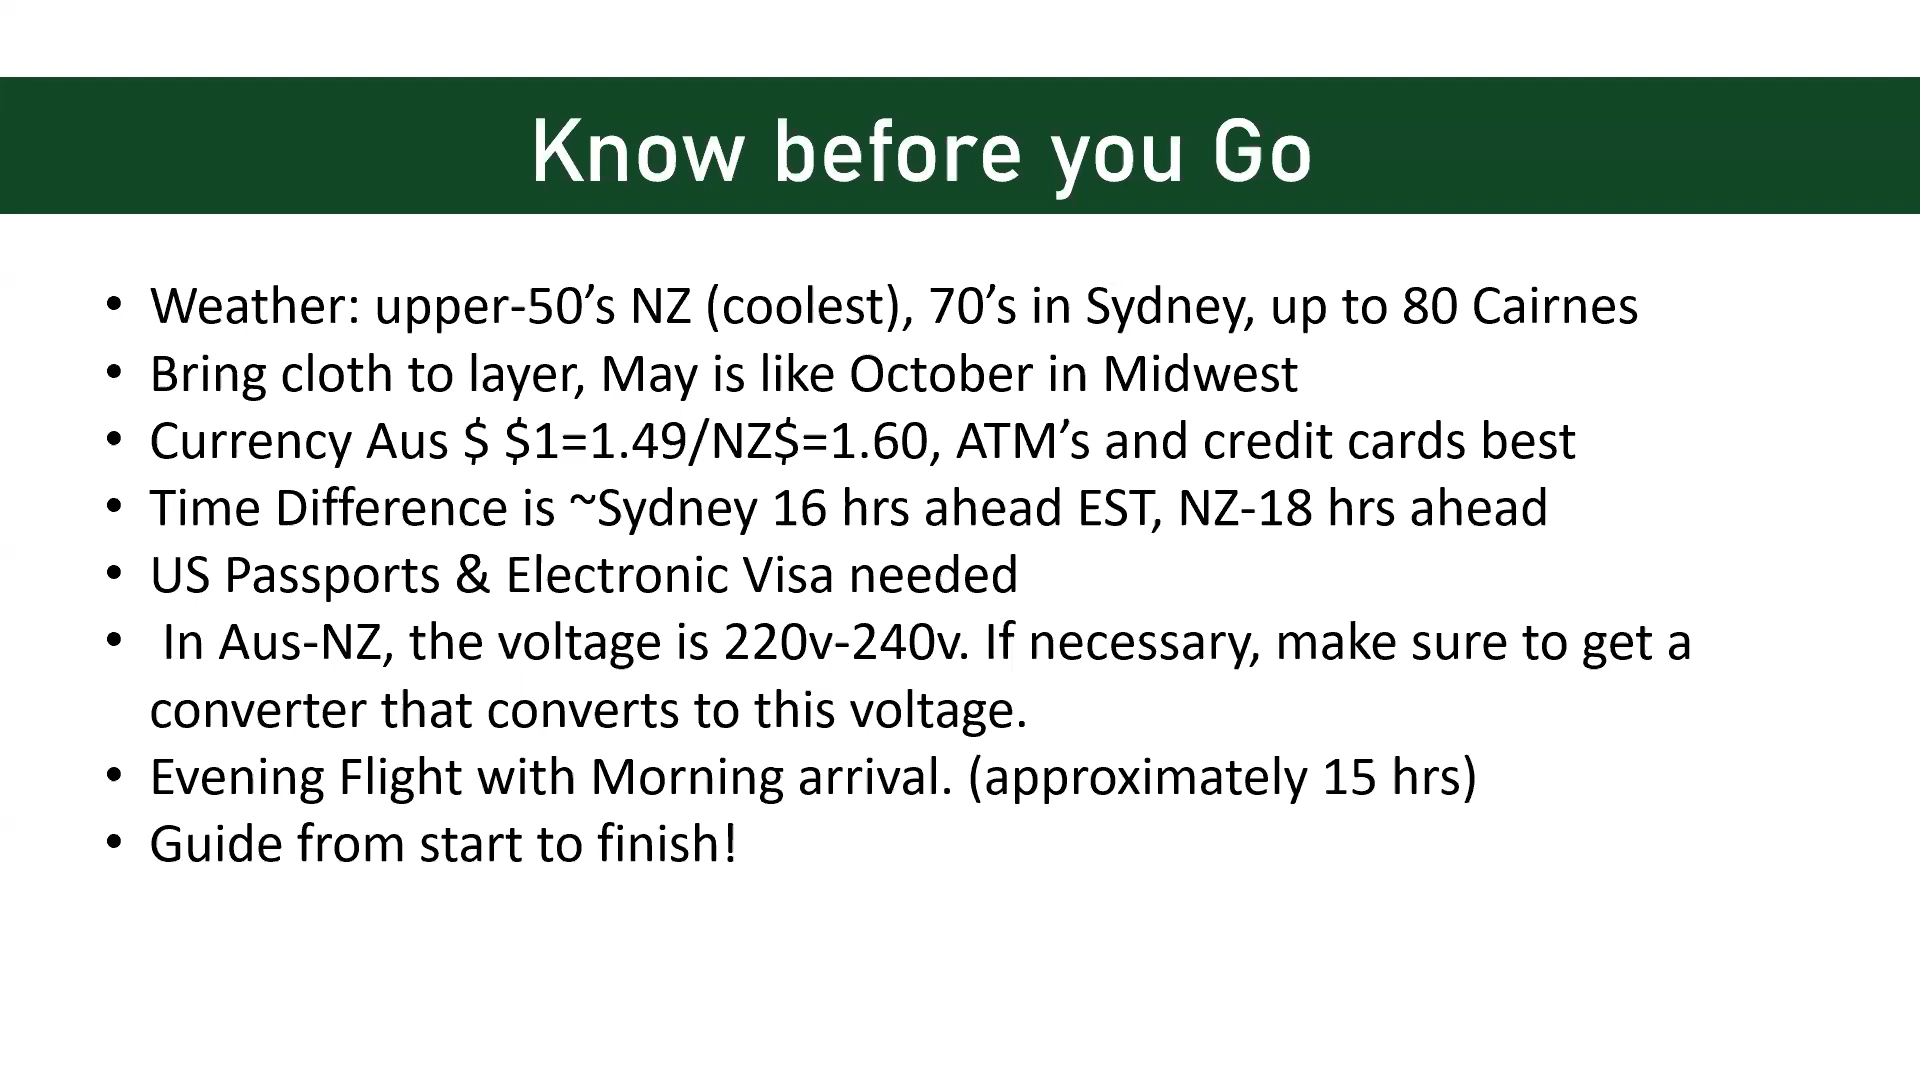 Know before you Go
• Weather: upper-50’s NZ (coolest), 70’s in Sydney, up to 80 Cairnes
• Bring cloth to layer, May is like October in Midwest
• Currency Aus $ $1=1.49/NZ$=1.60, ATM’s and credit cards best
• Time Difference is ~Sydney 16 hrs ahead EST, NZ-18 hrs ahead
• US Passports & Electronic Visa needed
• In Aus-NZ, the voltage is 220v-240v. If necessary, make sure to get a
converter that converts to this voltage.
• Evening Flight with Morning arrival. (approximately 15 hrs)
• Guide from start to finish!